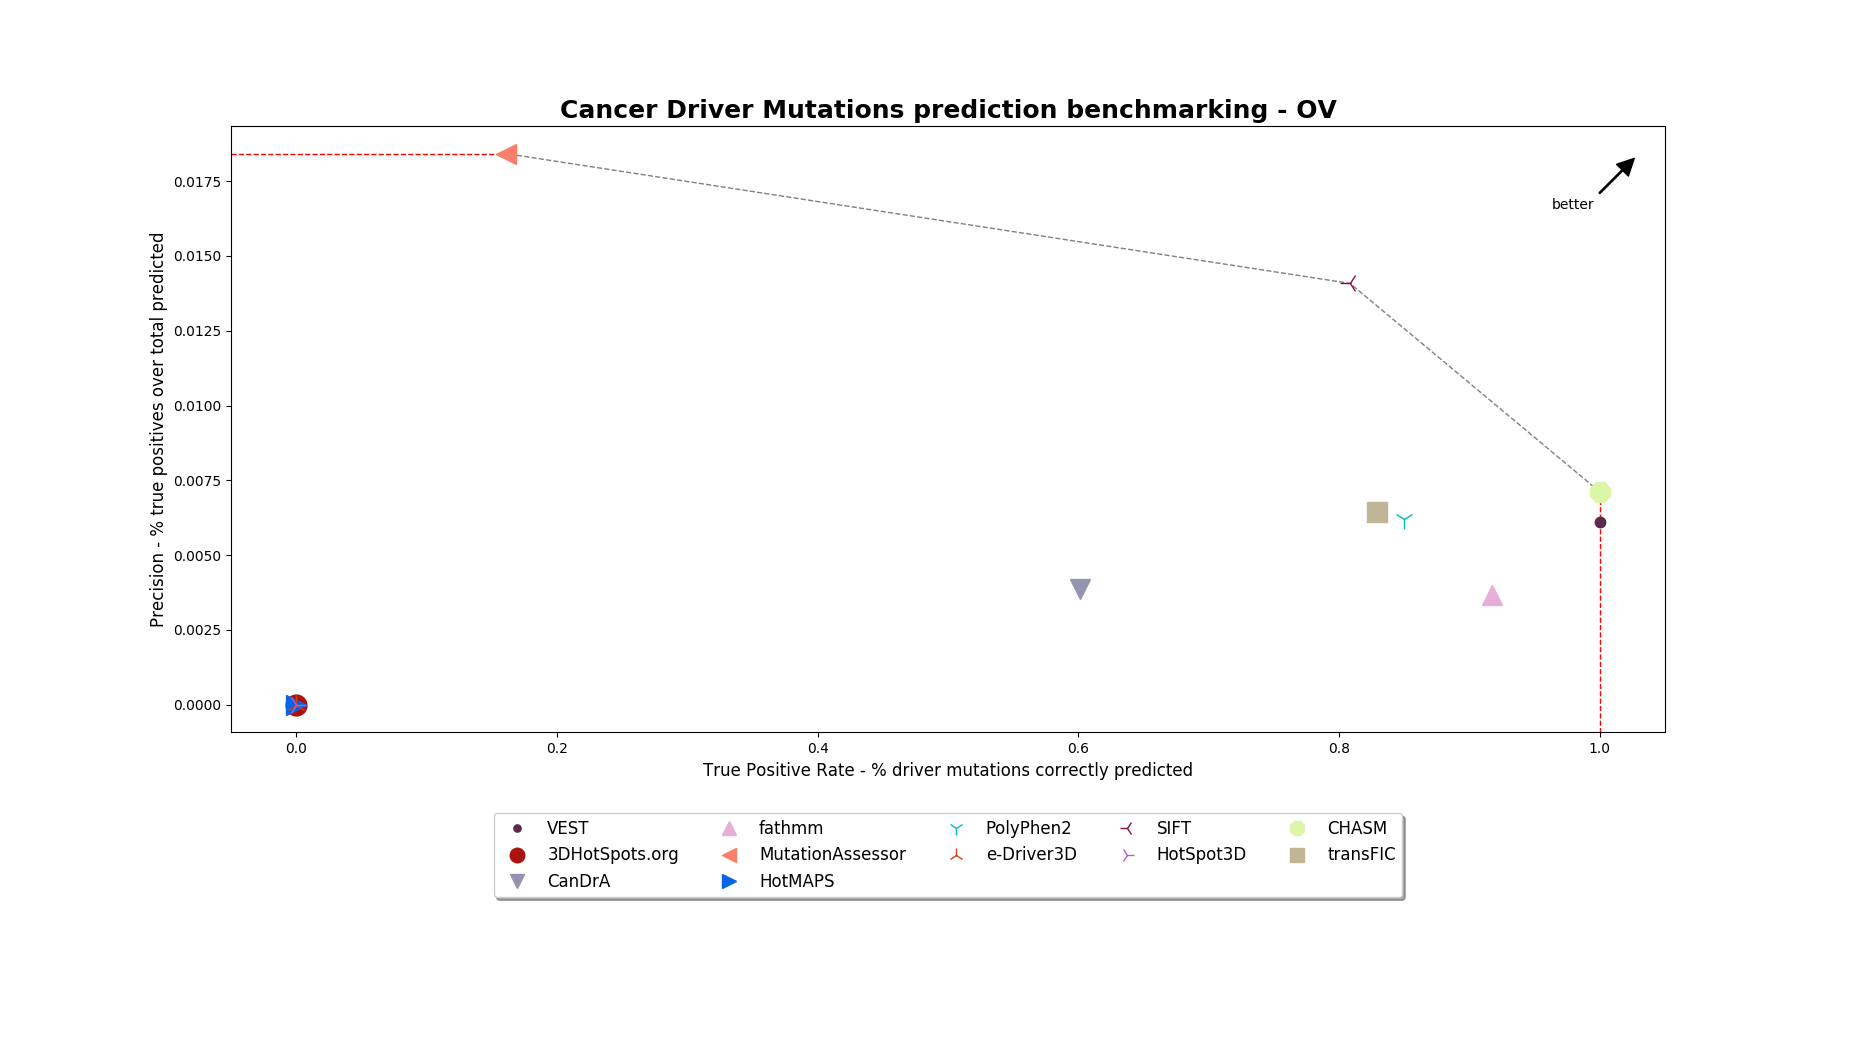 Cancer Driver Mutations prediction benchmarking - OV
better
Precision - % true positives over total predicted
0.0175
0.0150
0.0125
0.0100
0.0075
0.0050
0.0025
0.0000
0.0 0.2 0.4 0.6 0.8 1.0
True Positive Rate - % driver mutations correctly predicted
VEST fathmm PolyPhen2 SIFT CHASM
3DHotSpots.org MutationAssessor e-Driver3D HotSpot3D transFIC
CanDrA HotMAPS